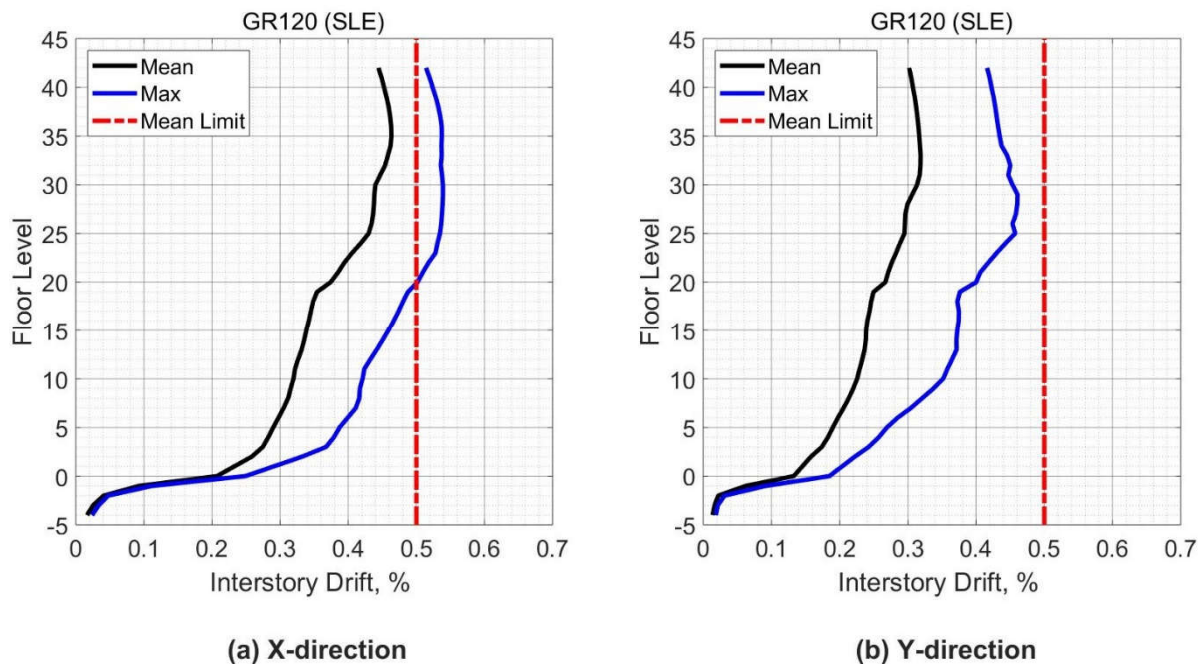 GR120 (SLE)
45
40
35
30
25
20
15
10
5
0
-5
Floor Level
Mean
Max
Mean Limit
0 0.1 0.2 0.3 0.4 0.5 0.6 0.7
Interstory Drift, %
(a) X-direction
GR120 (SLE)
45
40
35
30
25
20
15
10
5
0
-5
Floor Level
Mean
Max
Mean Limit
0 0.1 0.2 0.3 0.4 0.5 0.6 0.7
Interstory Drift, %
(b) Y-direction